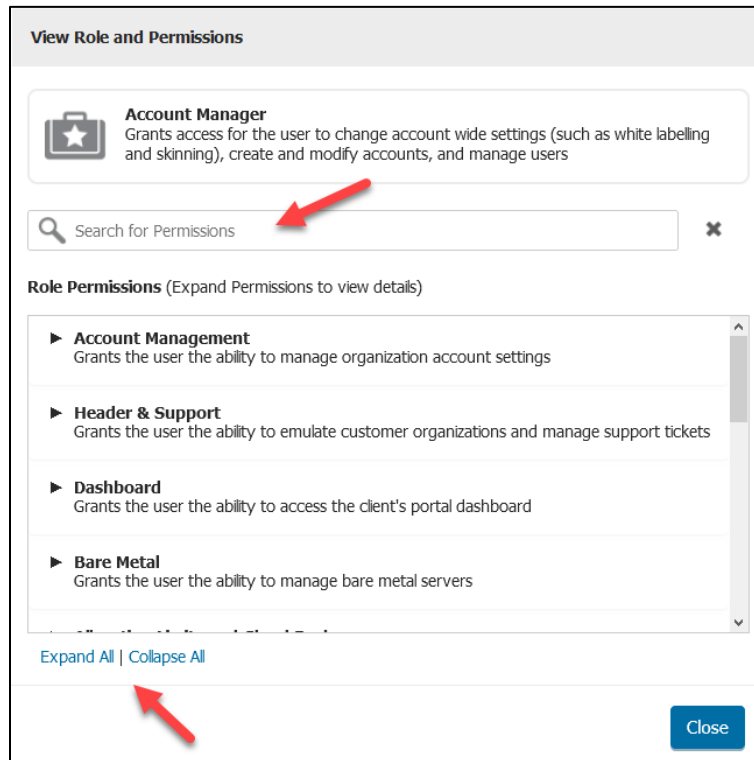 View Role and Permissions
Account Manager
Grants access for the user to change account wide settings (such as white labelling
and skinning), create and modify accounts, and manage users
Search for Permissions
Role Permissions (Expand Permissions to view details)
Account Management
Grants the user the ability to manage organization account settings
Header & Support
Grants the user the ability to emulate customer organizations and manage support tickets
Dashboard
Grants the user the ability to access the client's portal dashboard
Bare Metal
Grants the user the ability to manage bare metal servers
Expand All | Collapse All
Close